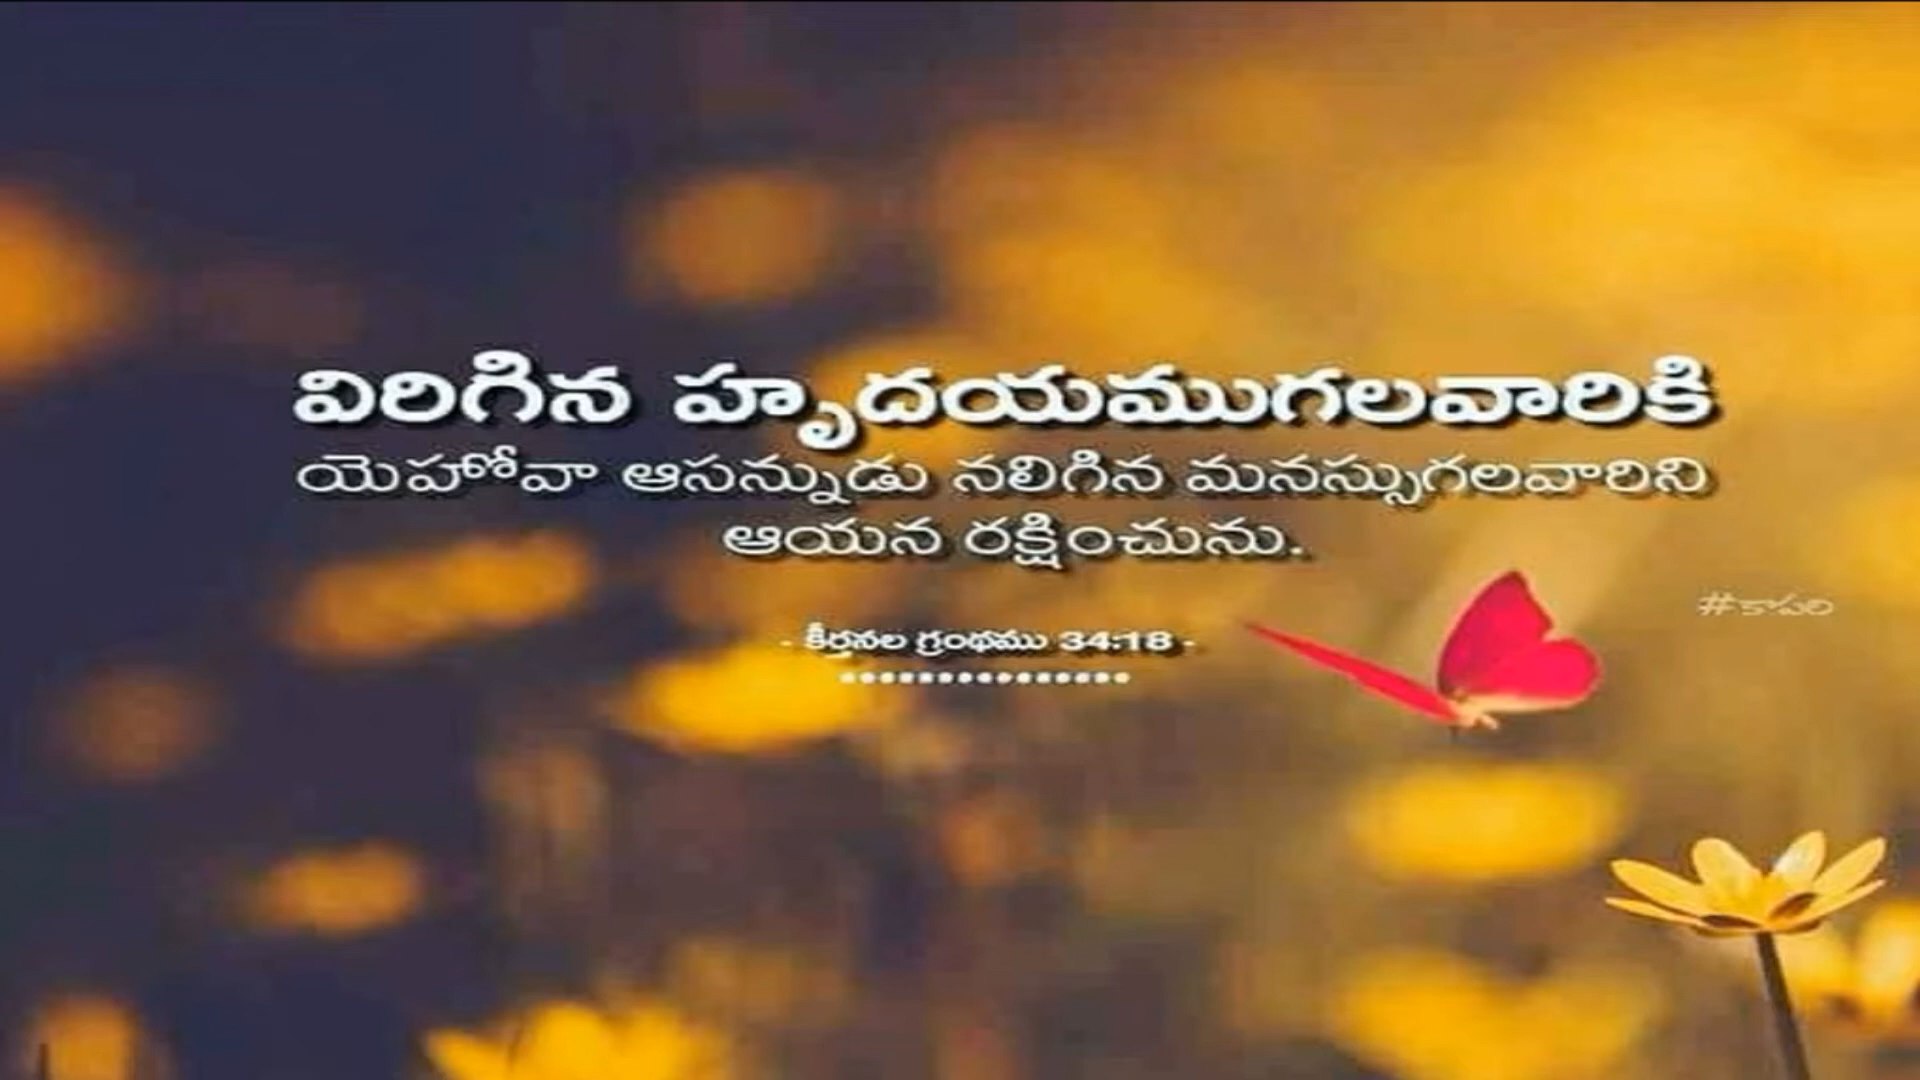 విరిగిన హృదయముగలవారికి
యెహోవా ఆసన్నుడు నలిగిన మనస్సుగలవారిని
ఆయన రక్షించును.
#కాపరి
- కీర్తనల గ్రంథము 34:18 -